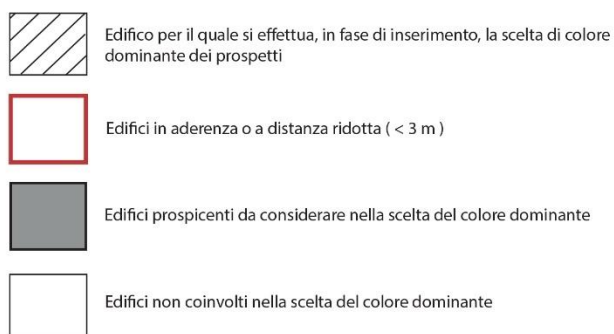 Edifico per il quale si effettua, in fase di inserimento, la scelta di colore
dominante dei prospetti
Edifici in aderenza o a distanza ridotta ( < 3 m )
Edifici prospicenti da considerare nella scelta del colore dominante
Edifici non coinvolti nella scelta del colore dominante